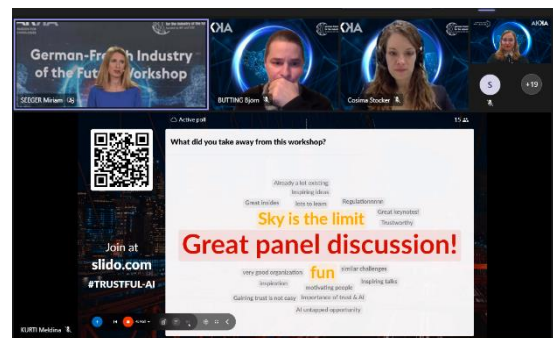 German-French Industry
of the Future Workshop
SEEGER Miriam
BUTTING Bjorn
Cosima Stocker
S
+19
Active poll
15
What did you take away from this workshop?
Already a lot existing
Inspiring ideas
Great insides
lots to learn
Regulationnnnn
Great keynotes!
Sky is the limit
Trustworthy
Great panel discussion!
very good organization
fun
similar challenges
Inspiration
motivating people
Inspiring talks
Gaining trust is not easy
Importance of trust & AI
AI untapped opportunity
Join at
slido.com
#TRUSTFUL-AI
KURTI Meldina